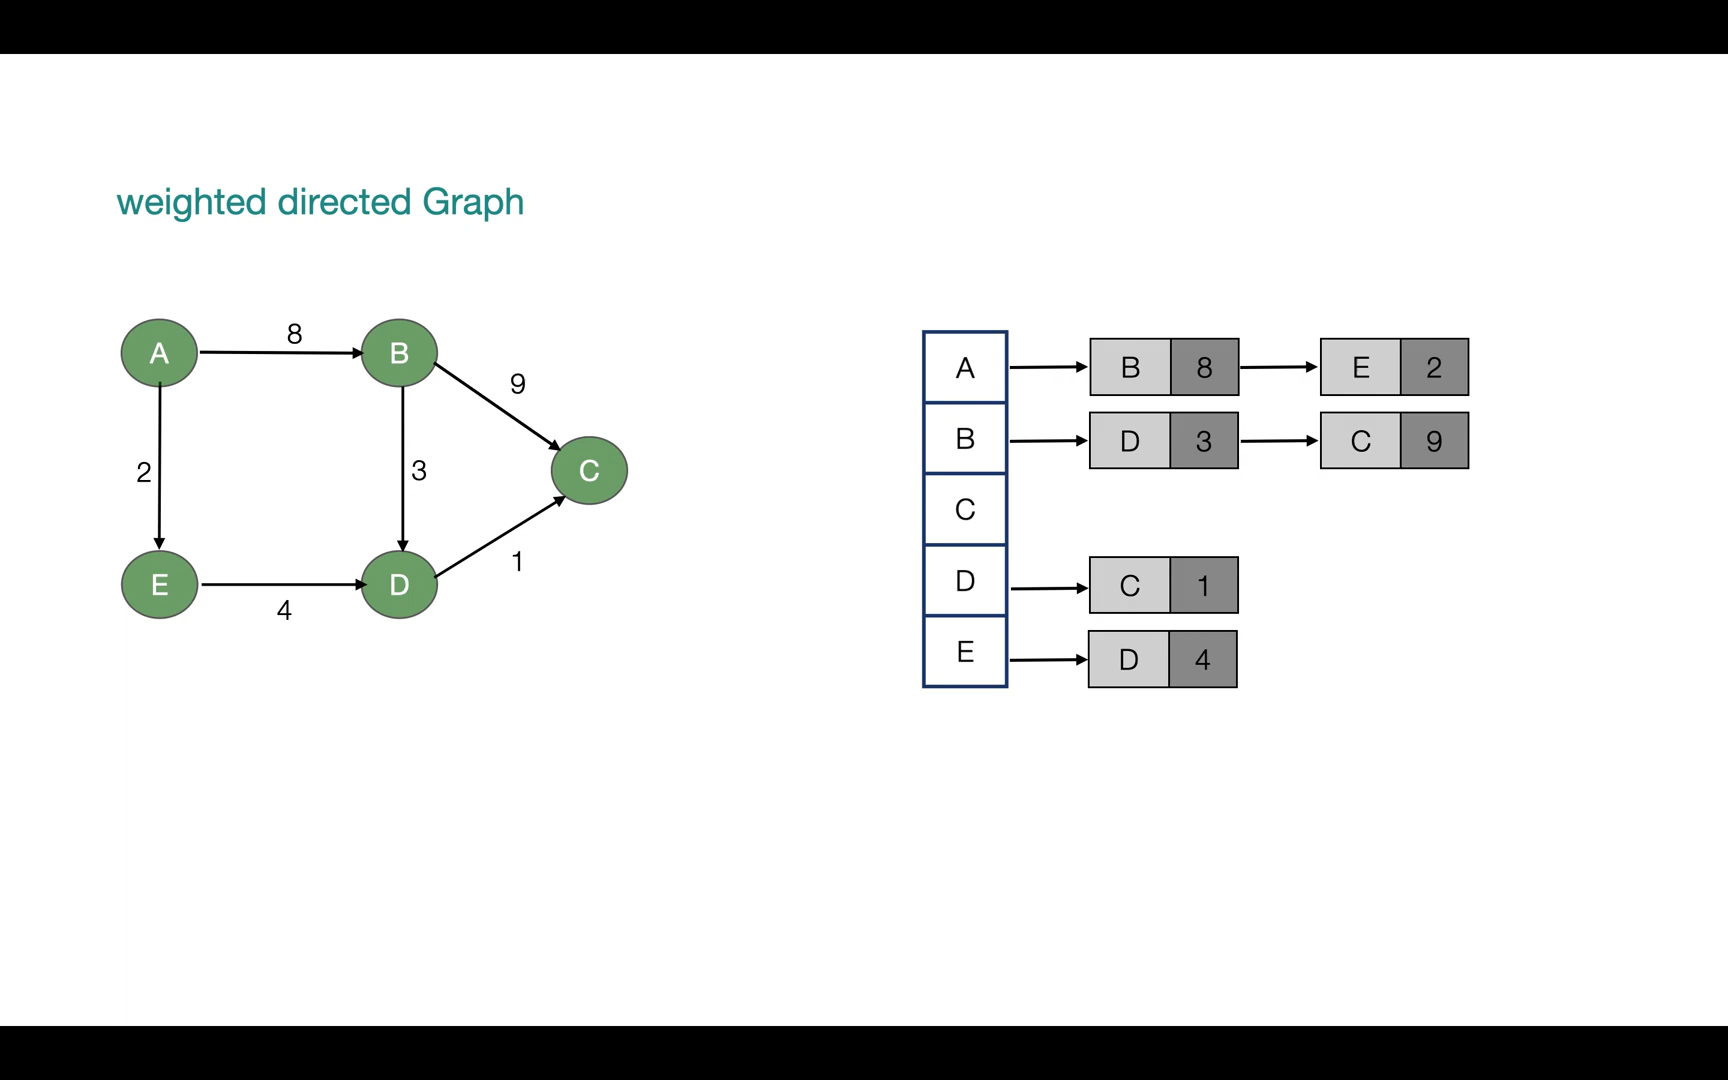 weighted directed Graph
8
A B
9
2 3 C
1
E D
4
A B 8 E 2
B D 3 C 9
C
D C 1
E D 4